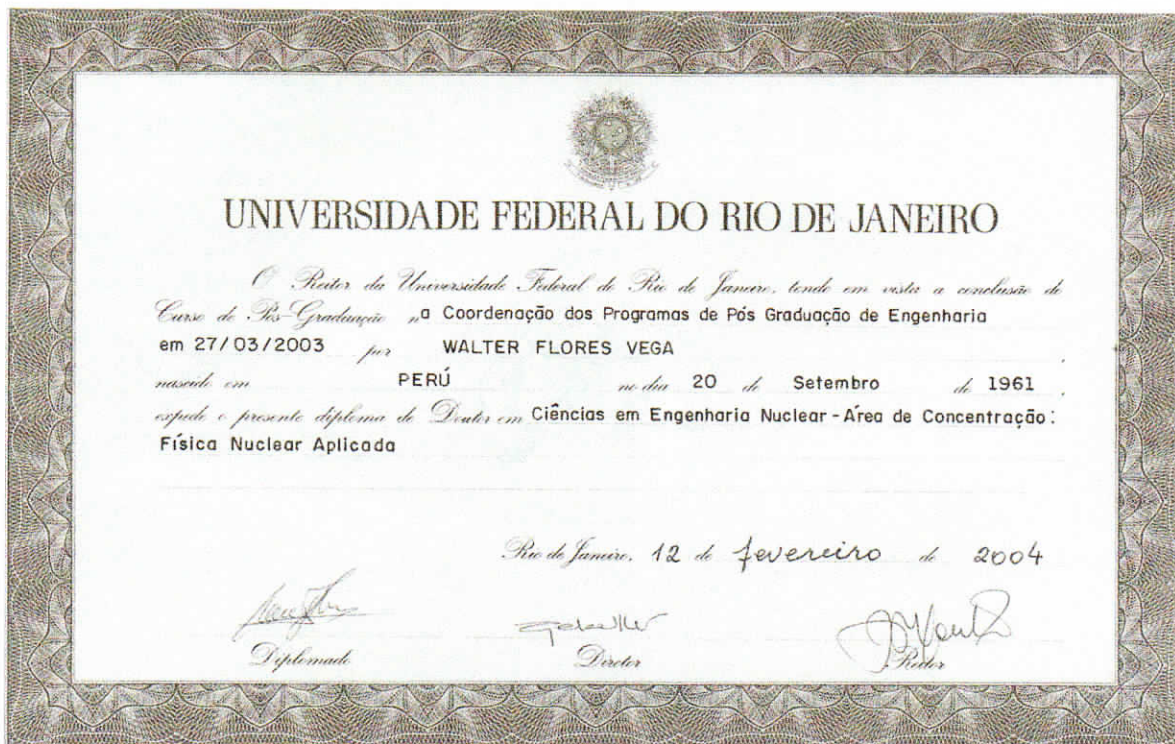 UNIVERSIDADE FEDERAL DO RIO DE JANEIRO
O Reitor da Universidade Federal do Rio de Janeiro, tendo em vista a conclusão do
Curso de Pós-Graduação na Coordenação dos Programas de Pós Graduação de Engenharia
em 27/03/2003 por WALTER FLORES VEGA,
nascido em PERÚ no dia 20 de Setembro de 1961,
expede o presente diploma de Doutor em Ciências em Engenharia Nuclear - Área de Concentração:
Física Nuclear Aplicada
Rio de Janeiro, 12 de fevereiro de 2004
Diplomado Diretor Reitor